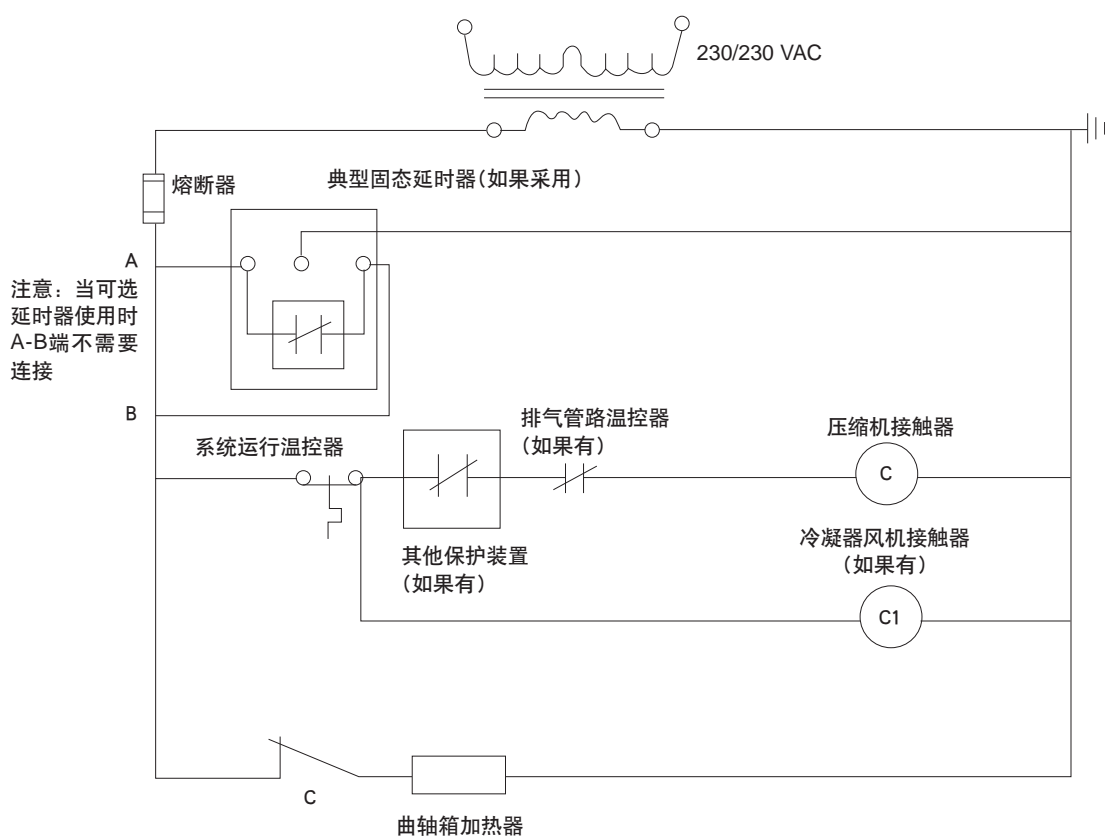 230/230 VAC
熔断器
典型固态延时器(如果采用)
A
注意：当可选
延时器使用时
A-B端不需要
连接
B
系统运行温控器
排气管路温控器
(如果有)
压缩机接触器
C
其他保护装置
(如果有)
冷凝器风机接触器
(如果有)
C1
C
曲轴箱加热器